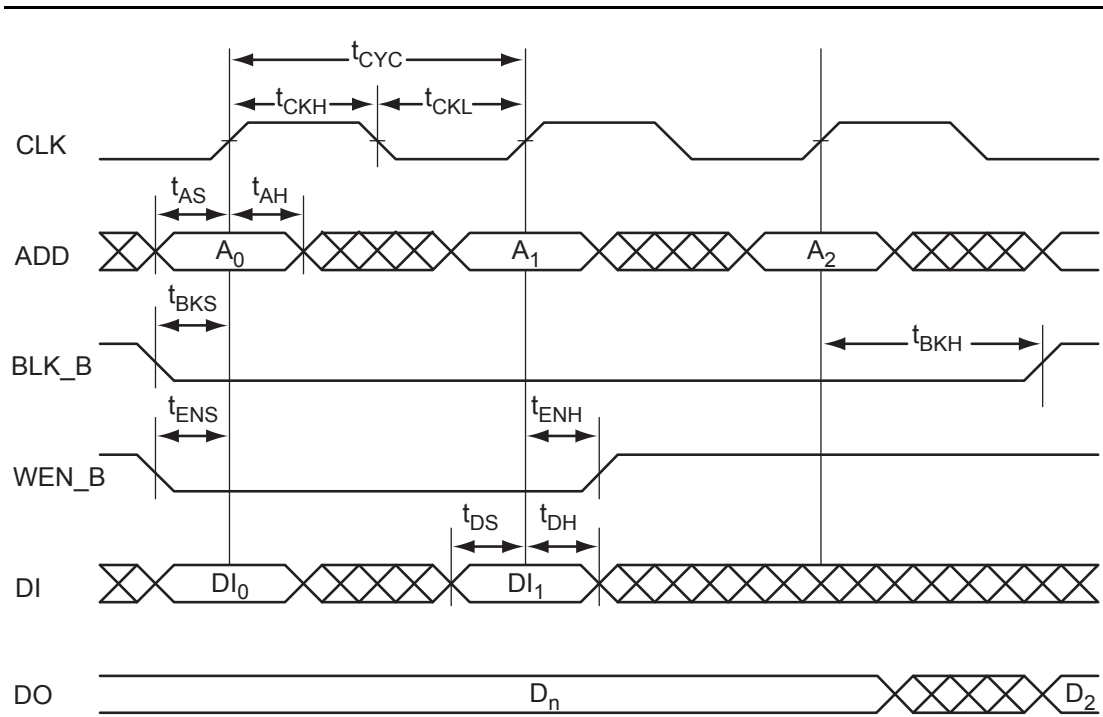 tCYC
tCKH tCKL
CLK
tAS tAH
ADD A0 A1 A2
tBKS
tBKH
BLK_B
tENS tENH
WEN_B
tDS tDH
DI DI0 DI1
DO Dn D2